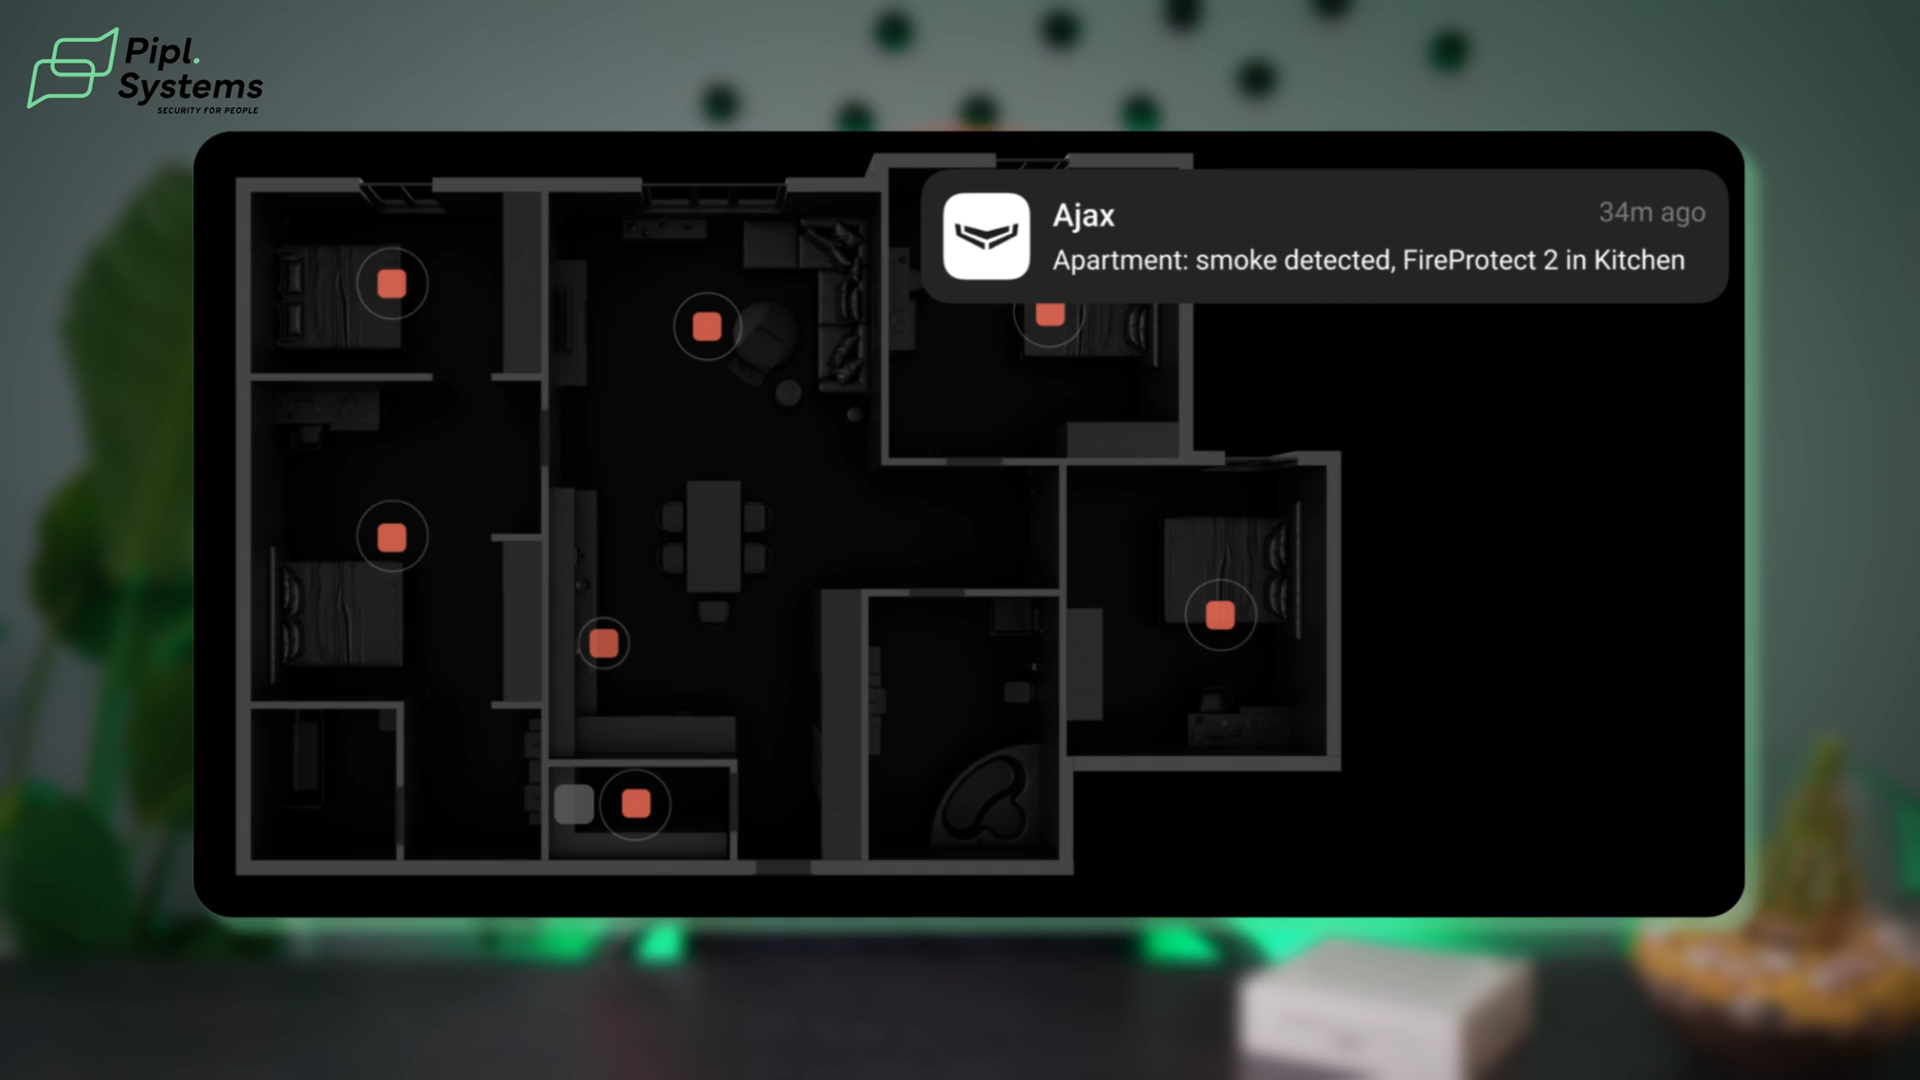 Pipl.
Systems
SECURITY FOR PEOPLE
Ajax
34m ago
Apartment: smoke detected, FireProtect 2 in Kitchen